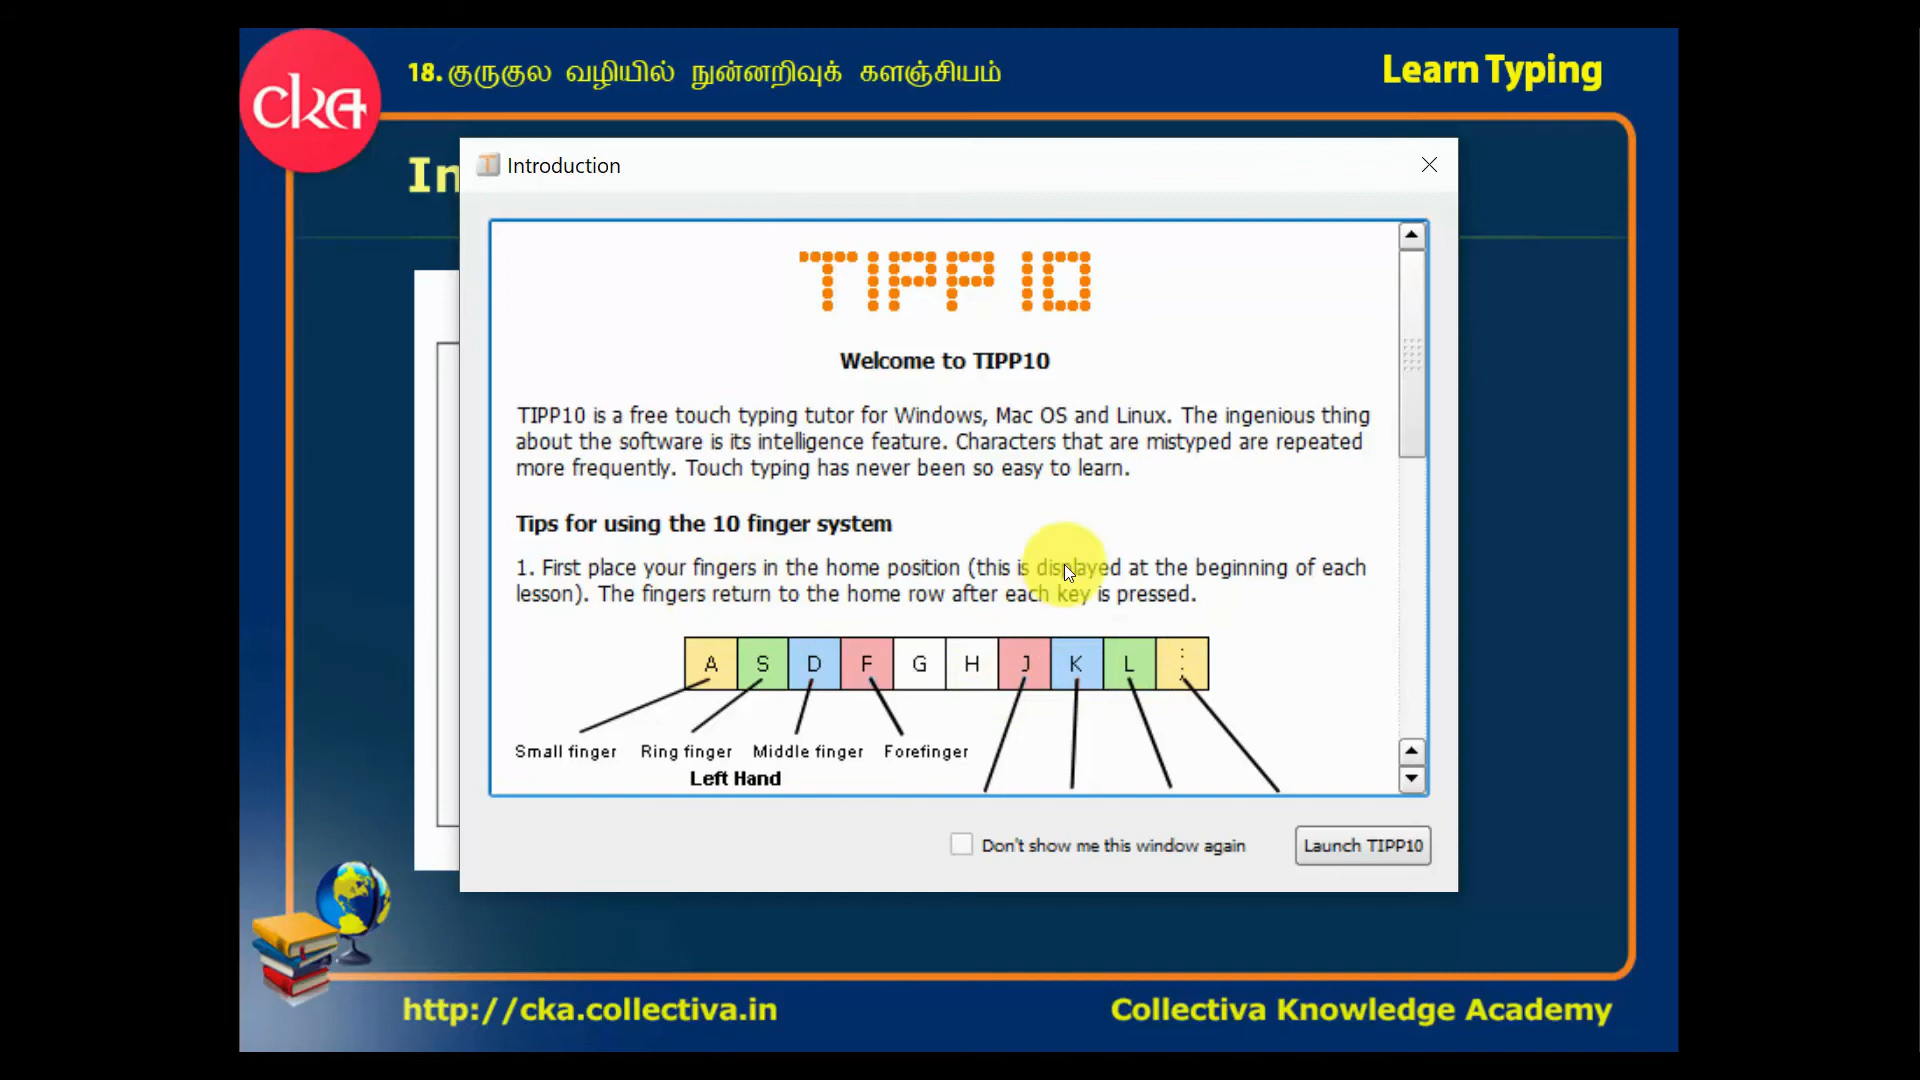 cka
18. குருகுல வழியில் நுன்னறிவுக் களஞ்சியம்
Learn Typing
In
Introduction
TIPP10
Welcome to TIPP10
TIPP10 is a free touch typing tutor for Windows, Mac OS and Linux. The ingenious thing
about the software is its intelligence feature. Characters that are mistyped are repeated
more frequently. Touch typing has never been so easy to learn.
Tips for using the 10 finger system
1. First place your fingers in the home position (this is displayed at the beginning of each
lesson). The fingers return to the home row after each key is pressed.
A S D F G H J K L :
;
Small finger Ring finger Middle finger Forefinger
Left Hand
Don't show me this window again
Launch TIPP10
http://cka.collectiva.in
Collectiva Knowledge Academy